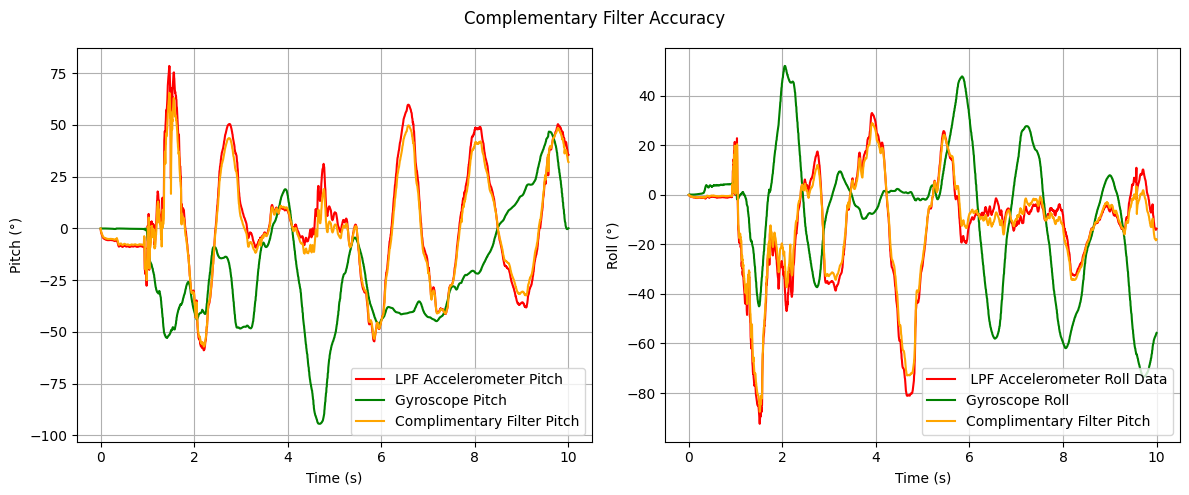 Complementary Filter Accuracy
Pitch (°)
75
50
25
0
−25
−50
−75
−100
0
2
4
6
8
10
Time (s)
LPF Accelerometer Pitch
Gyroscope Pitch
Complimentary Filter Pitch
Roll (°)
40
20
0
−20
−40
−60
−80
0
2
4
6
8
10
Time (s)
LPF Accelerometer Roll Data
Gyroscope Roll
Complimentary Filter Pitch